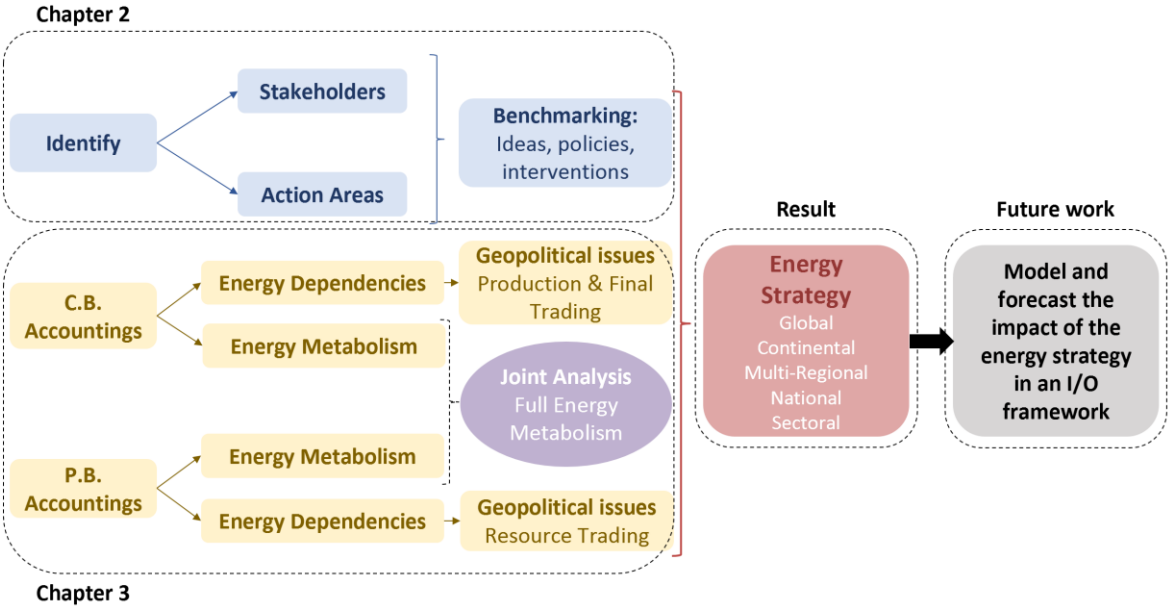 Chapter 2
Identify
Stakeholders
Action Areas
Benchmarking:
Ideas, policies,
interventions
C.B.
Accountings
Energy Dependencies
Energy Metabolism
Geopolitical issues
Production & Final
Trading
Joint Analysis
Full Energy
Metabolism
P.B.
Accountings
Energy Metabolism
Energy Dependencies
Geopolitical issues
Resource Trading
Chapter 3
Result
Energy
Strategy
Global
Continental
Multi-Regional
National
Sectoral
Future work
Model and
forecast the
impact of the
energy strategy
in an I/O
framework